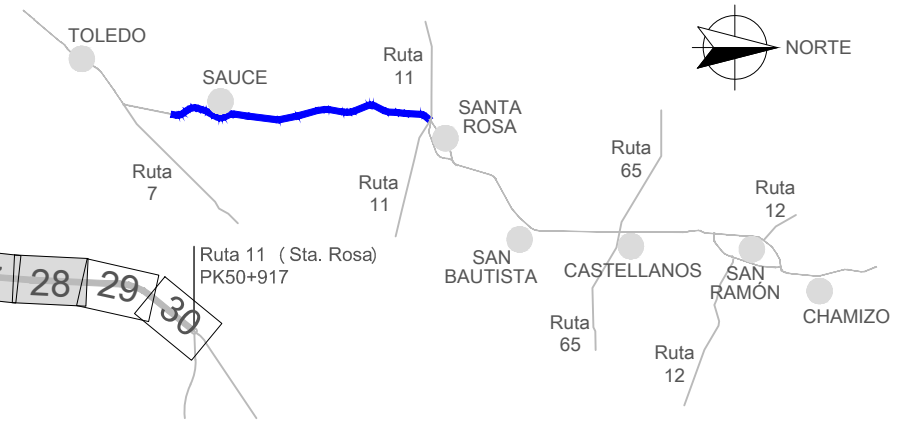 TOLEDO
SAUCE
Ruta
11
NORTE
SANTA
ROSA
Ruta
7
Ruta
11
Ruta
65
Ruta
12
Ruta 11 ( Sta. Rosa)
PK50+917
28
29
30
SAN
BAUTISTA
CASTELLANOS
SAN
RAMÓN
CHAMIZO
Ruta
65
Ruta
12